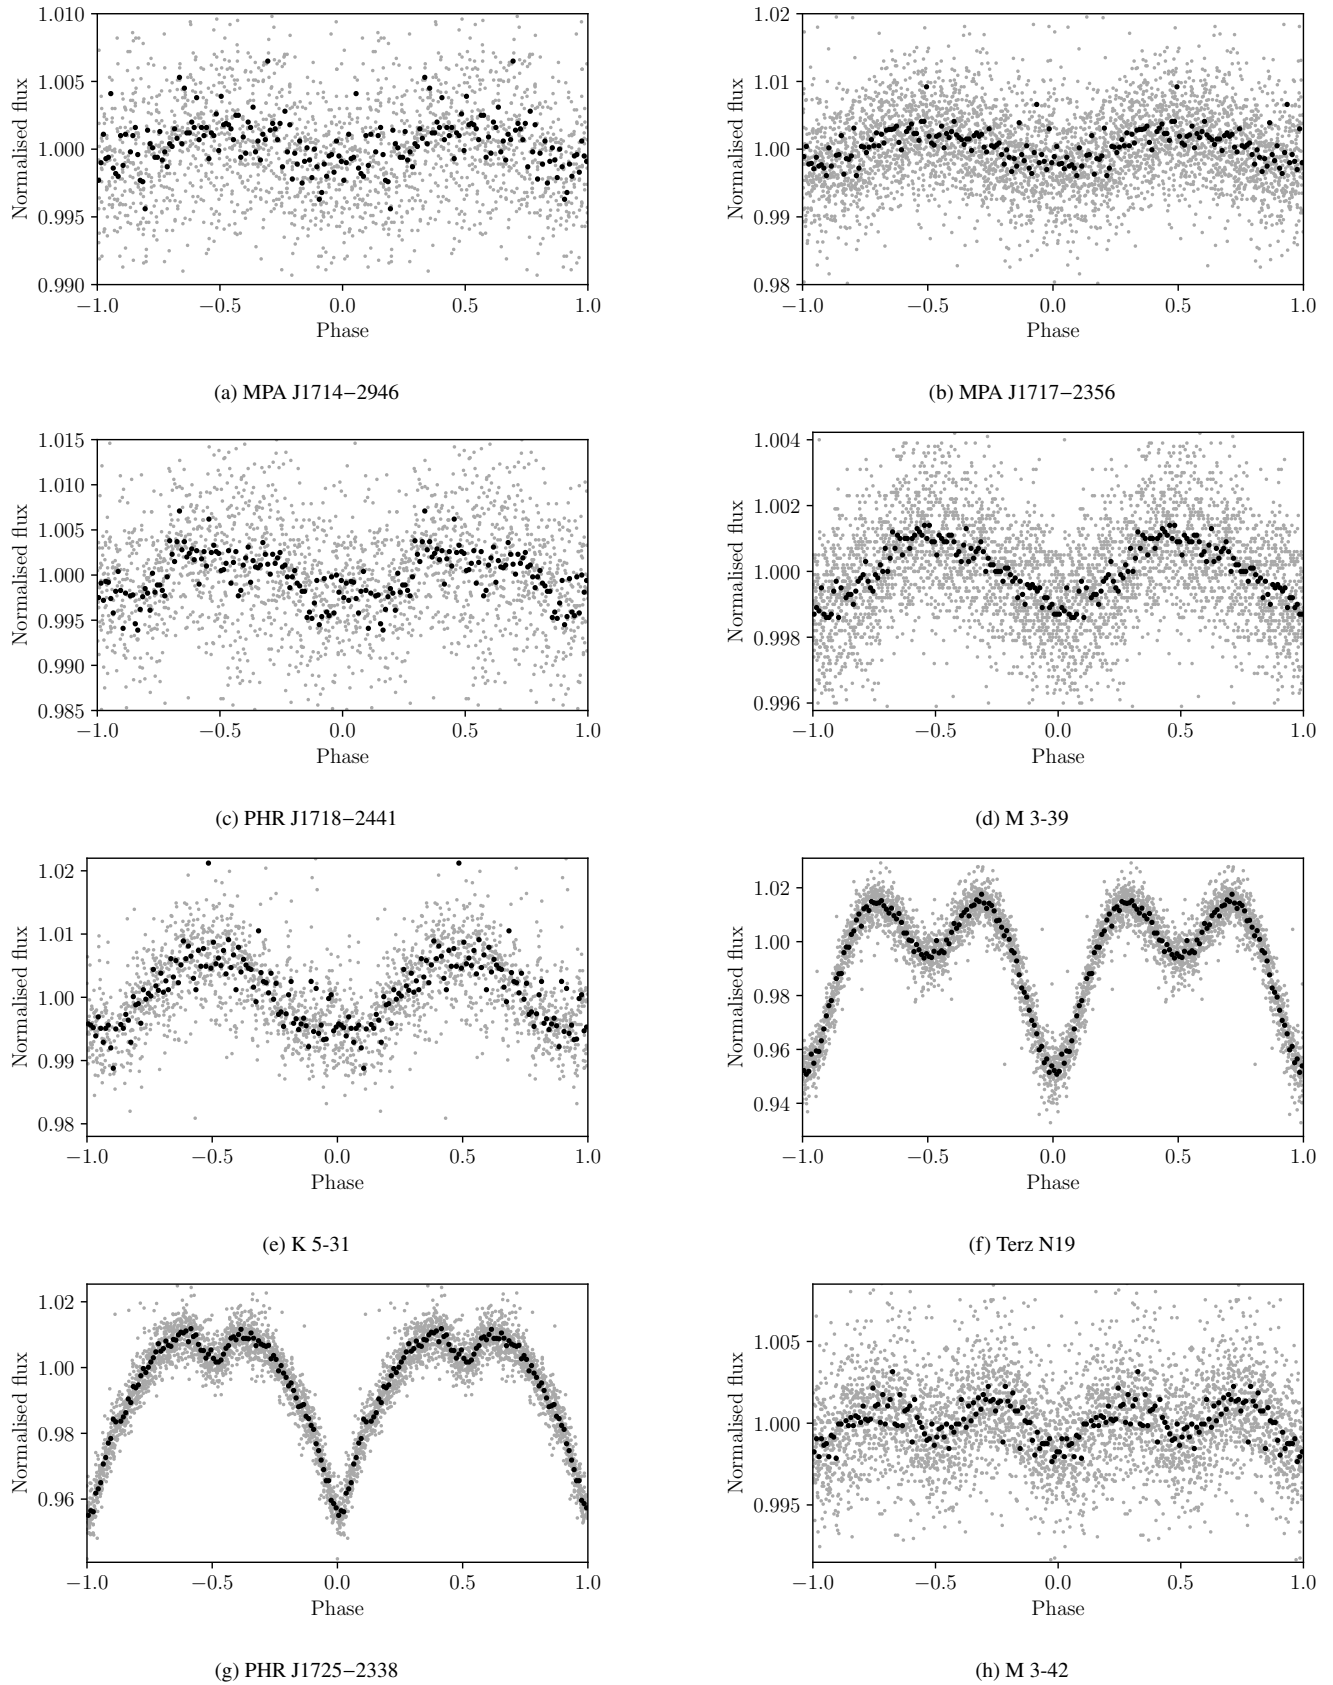 1.010
1.005
1.000
0.995
0.990
Normalised flux
−1.0 −0.5 0.0 0.5 1.0
Phase
(a) MPA J1714−2946
1.02
1.01
1.00
0.99
0.98
Normalised flux
−1.0 −0.5 0.0 0.5 1.0
Phase
(b) MPA J1717−2356
1.015
1.010
1.005
1.000
0.995
0.990
0.985
Normalised flux
−1.0 −0.5 0.0 0.5 1.0
Phase
(c) PHR J1718−2441
1.004
1.002
1.000
0.998
0.996
Normalised flux
−1.0 −0.5 0.0 0.5 1.0
Phase
(d) M 3-39
1.02
1.01
1.00
0.99
0.98
Normalised flux
−1.0 −0.5 0.0 0.5 1.0
Phase
(e) K 5-31
1.02
1.00
0.98
0.96
0.94
Normalised flux
−1.0 −0.5 0.0 0.5 1.0
Phase
(f) Terz N19
1.02
1.00
0.98
0.96
Normalised flux
−1.0 −0.5 0.0 0.5 1.0
Phase
(g) PHR J1725−2338
1.005
1.000
0.995
Normalised flux
−1.0 −0.5 0.0 0.5 1.0
Phase
(h) M 3-42